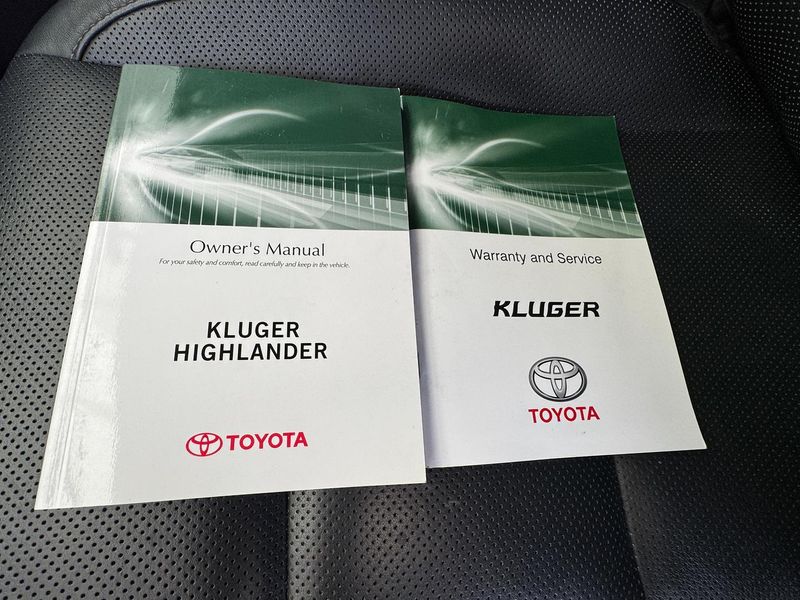 Owner's Manual
For your safety and comfort, read carefully and keep in the vehicle.
KLUGER
HIGHLANDER
TOYOTA
Warranty and Service
KLUGER
TOYOTA